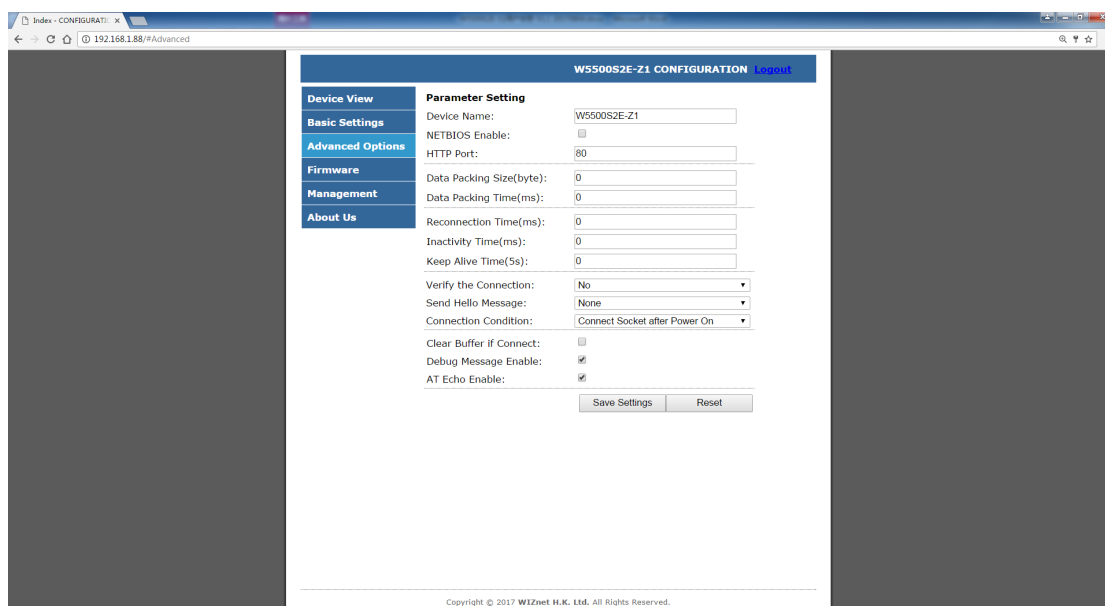 Index - CONFIGURATIC
192.168.1.88/#Advanced
W5500S2E-Z1 CONFIGURATION Logout
Device View
Basic Settings
Advanced Options
Firmware
Management
About Us
Parameter Setting
Device Name: W5500S2E-Z1
NETBIOS Enable:
HTTP Port: 80
Data Packing Size(byte): 0
Data Packing Time(ms): 0
Reconnection Time(ms): 0
Inactivity Time(ms): 0
Keep Alive Time(5s): 0
Verify the Connection: No
Send Hello Message: None
Connection Condition: Connect Socket after Power On
Clear Buffer if Connect:
Debug Message Enable:
AT Echo Enable:
Save Settings Reset
Copyright © 2017 WIZnet H.K. Ltd. All Rights Reserved.